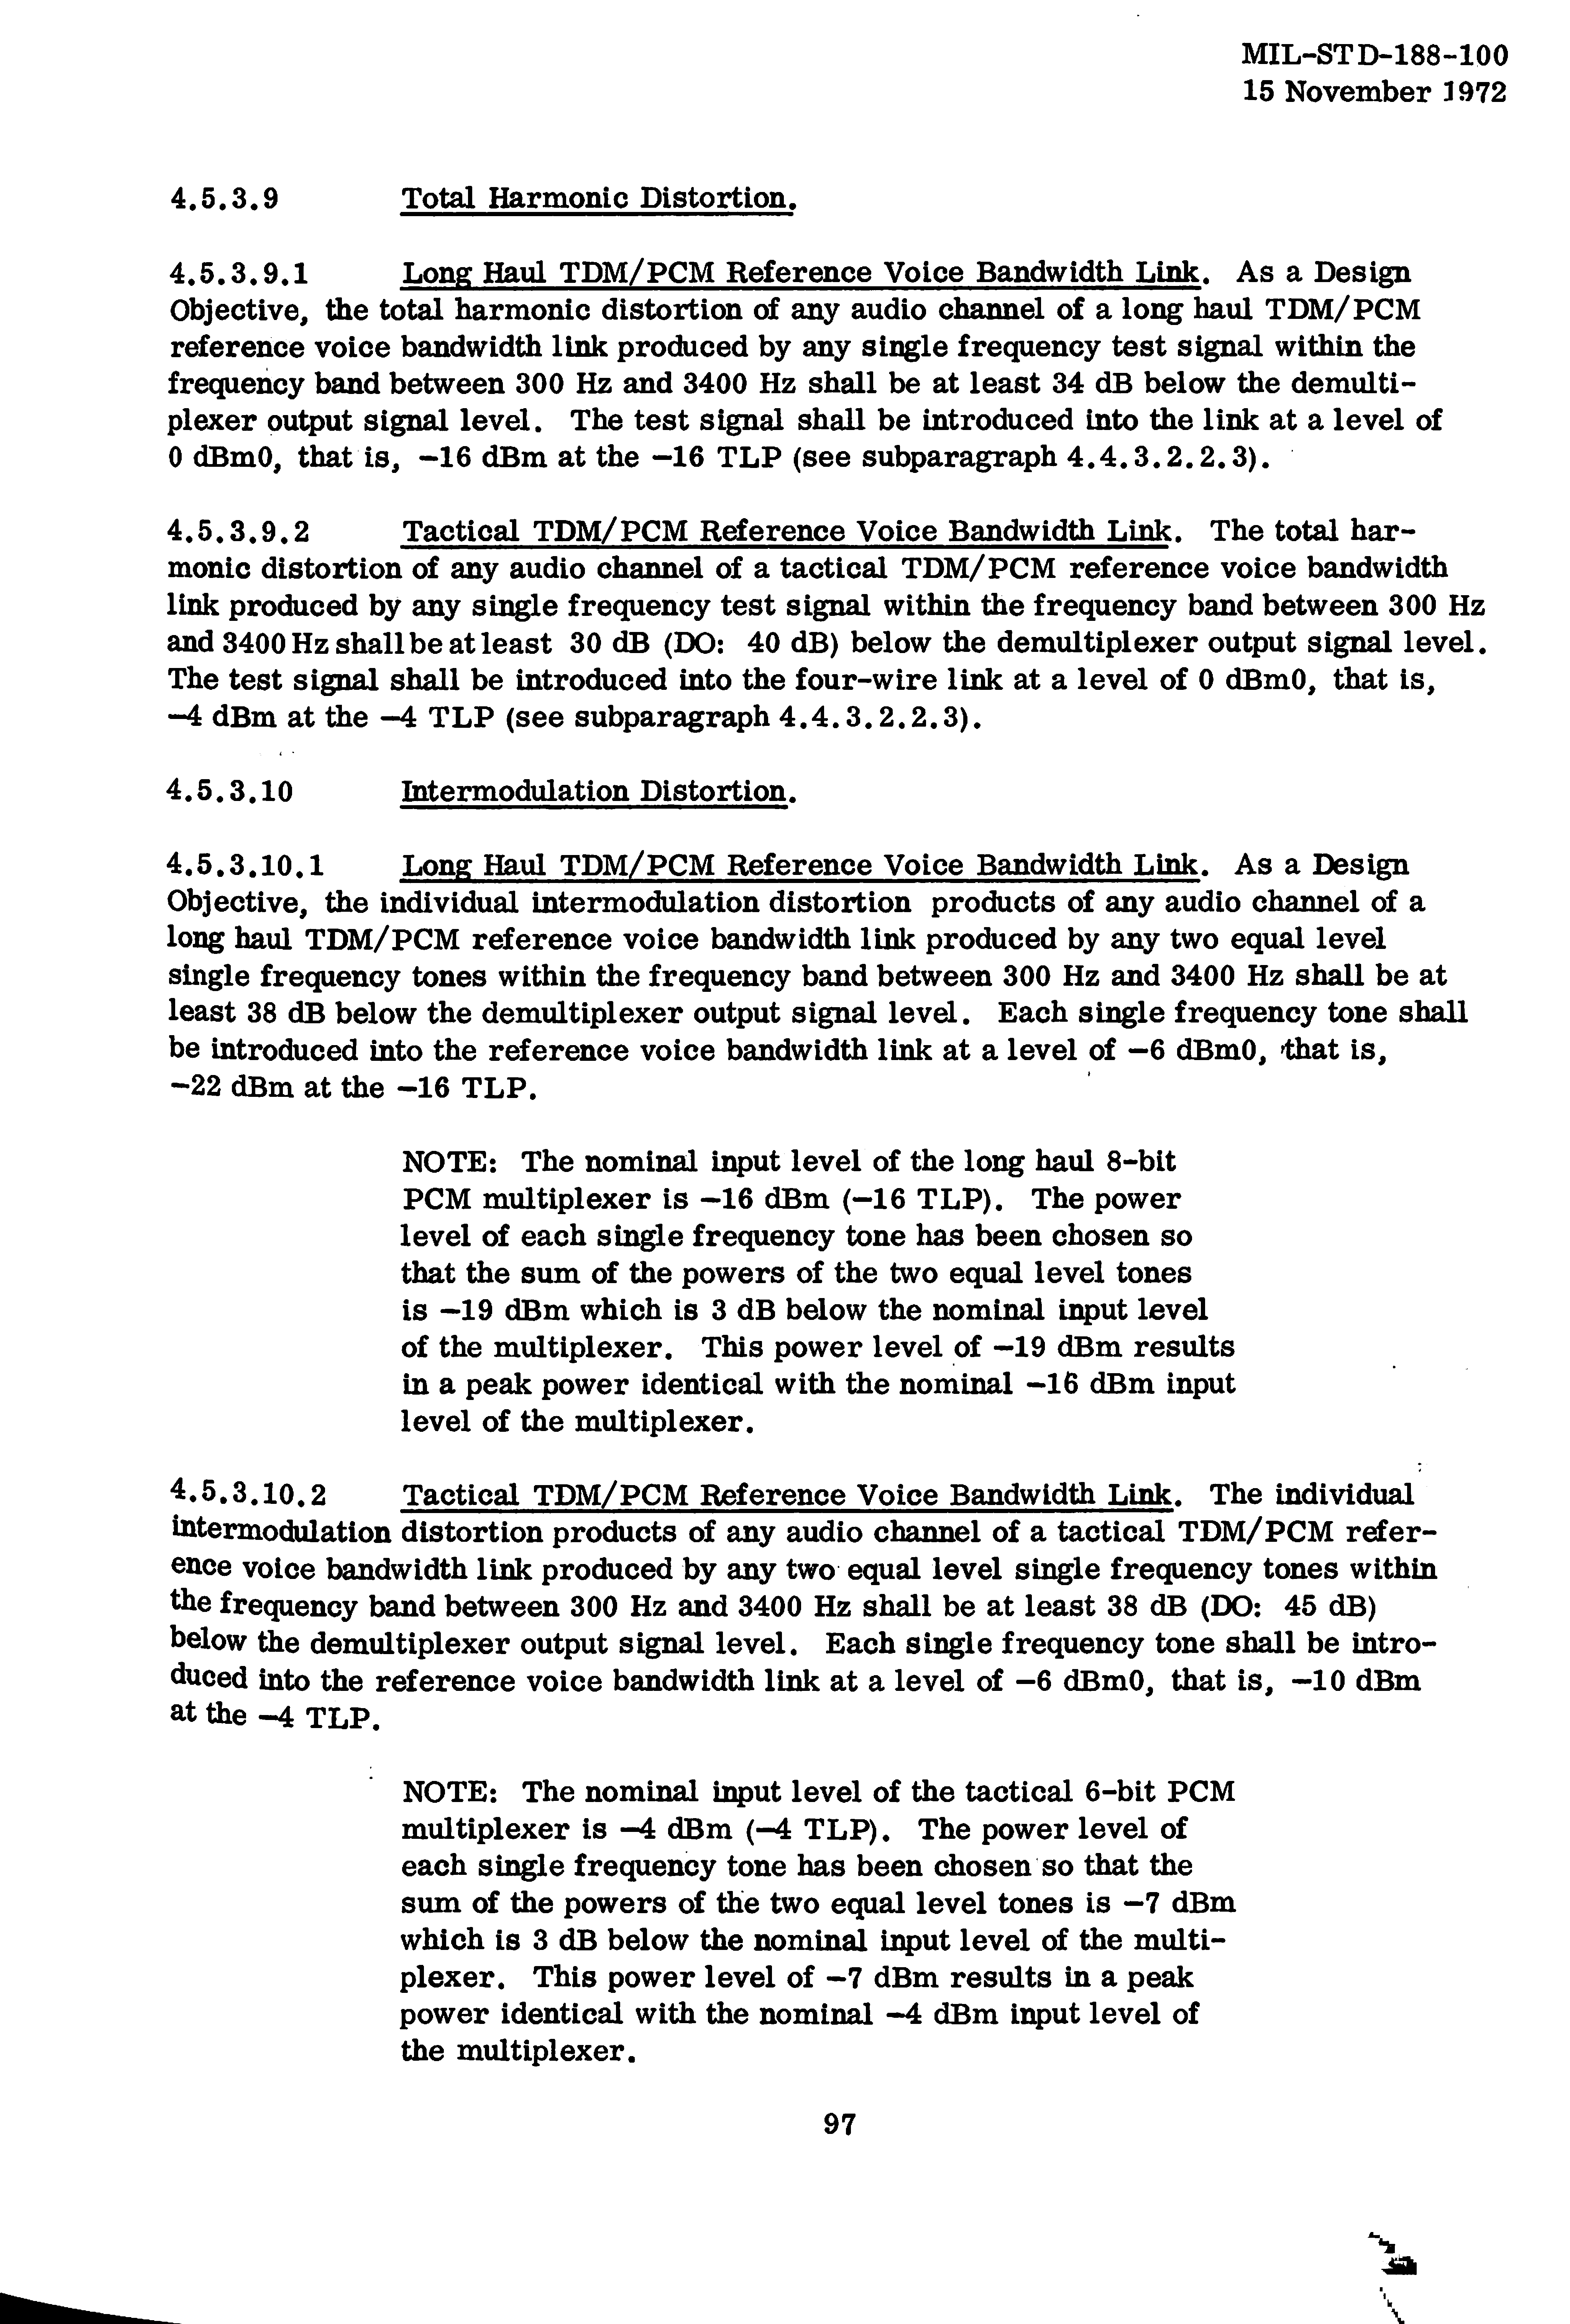 MIL-STD-188-100
15 November 1972
4.5.3.9 Total Harmonic Distortion.
4.5.3.9.1 Long Haul TDM/PCM Reference Voice Bandwidth Link. As a Design
Objective, the total harmonic distortion of any audio channel of a long haul TDM/PCM
reference voice bandwidth link produced by any single frequency test signal within the
frequency band between 300 Hz and 3400 Hz shall be at least 34 dB below the demulti-
plexer output signal level. The test signal shall be introduced into the link at a level of
0 dBm0, that is, −16 dBm at the −16 TLP (see subparagraph 4.4.3.2.2.3).
4.5.3.9.2 Tactical TDM/PCM Reference Voice Bandwidth Link. The total har-
monic distortion of any audio channel of a tactical TDM/PCM reference voice bandwidth
link produced by any single frequency test signal within the frequency band between 300 Hz
and 3400 Hz shall be at least 30 dB (DO: 40 dB) below the demultiplexer output signal level.
The test signal shall be introduced into the four-wire link at a level of 0 dBm0, that is,
−4 dBm at the −4 TLP (see subparagraph 4.4.3.2.2.3).
4.5.3.10 Intermodulation Distortion.
4.5.3.10.1 Long Haul TDM/PCM Reference Voice Bandwidth Link. As a Design
Objective, the individual intermodulation distortion products of any audio channel of a
long haul TDM/PCM reference voice bandwidth link produced by any two equal level
single frequency tones within the frequency band between 300 Hz and 3400 Hz shall be at
least 38 dB below the demultiplexer output signal level. Each single frequency tone shall
be introduced into the reference voice bandwidth link at a level of −6 dBm0, that is,
−22 dBm at the −16 TLP.
NOTE: The nominal input level of the long haul 8-bit
PCM multiplexer is −16 dBm (−16 TLP). The power
level of each single frequency tone has been chosen so
that the sum of the powers of the two equal level tones
is −19 dBm which is 3 dB below the nominal input level
of the multiplexer. This power level of −19 dBm results
in a peak power identical with the nominal −16 dBm input
level of the multiplexer.
4.5.3.10.2 Tactical TDM/PCM Reference Voice Bandwidth Link. The individual
intermodulation distortion products of any audio channel of a tactical TDM/PCM refer-
ence voice bandwidth link produced by any two equal level single frequency tones within
the frequency band between 300 Hz and 3400 Hz shall be at least 38 dB (DO: 45 dB)
below the demultiplexer output signal level. Each single frequency tone shall be intro-
duced into the reference voice bandwidth link at a level of −6 dBm0, that is, −10 dBm
at the −4 TLP.
NOTE: The nominal input level of the tactical 6-bit PCM
multiplexer is −4 dBm (−4 TLP). The power level of
each single frequency tone has been chosen so that the
sum of the powers of the two equal level tones is −7 dBm
which is 3 dB below the nominal input level of the multi-
plexer. This power level of −7 dBm results in a peak
power identical with the nominal −4 dBm input level of
the multiplexer.
97